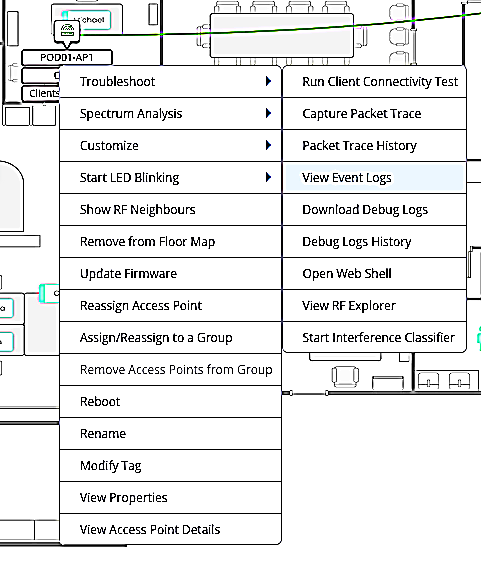 school
POD01-AP1
Clients
Troubleshoot
Spectrum Analysis
Customize
Start LED Blinking
Show RF Neighbours
Remove from Floor Map
Update Firmware
Reassign Access Point
Assign/Reassign to a Group
Remove Access Points from Group
Reboot
Rename
Modify Tag
View Properties
View Access Point Details
Run Client Connectivity Test
Capture Packet Trace
Packet Trace History
View Event Logs
Download Debug Logs
Debug Logs History
Open Web Shell
View RF Explorer
Start Interference Classifier